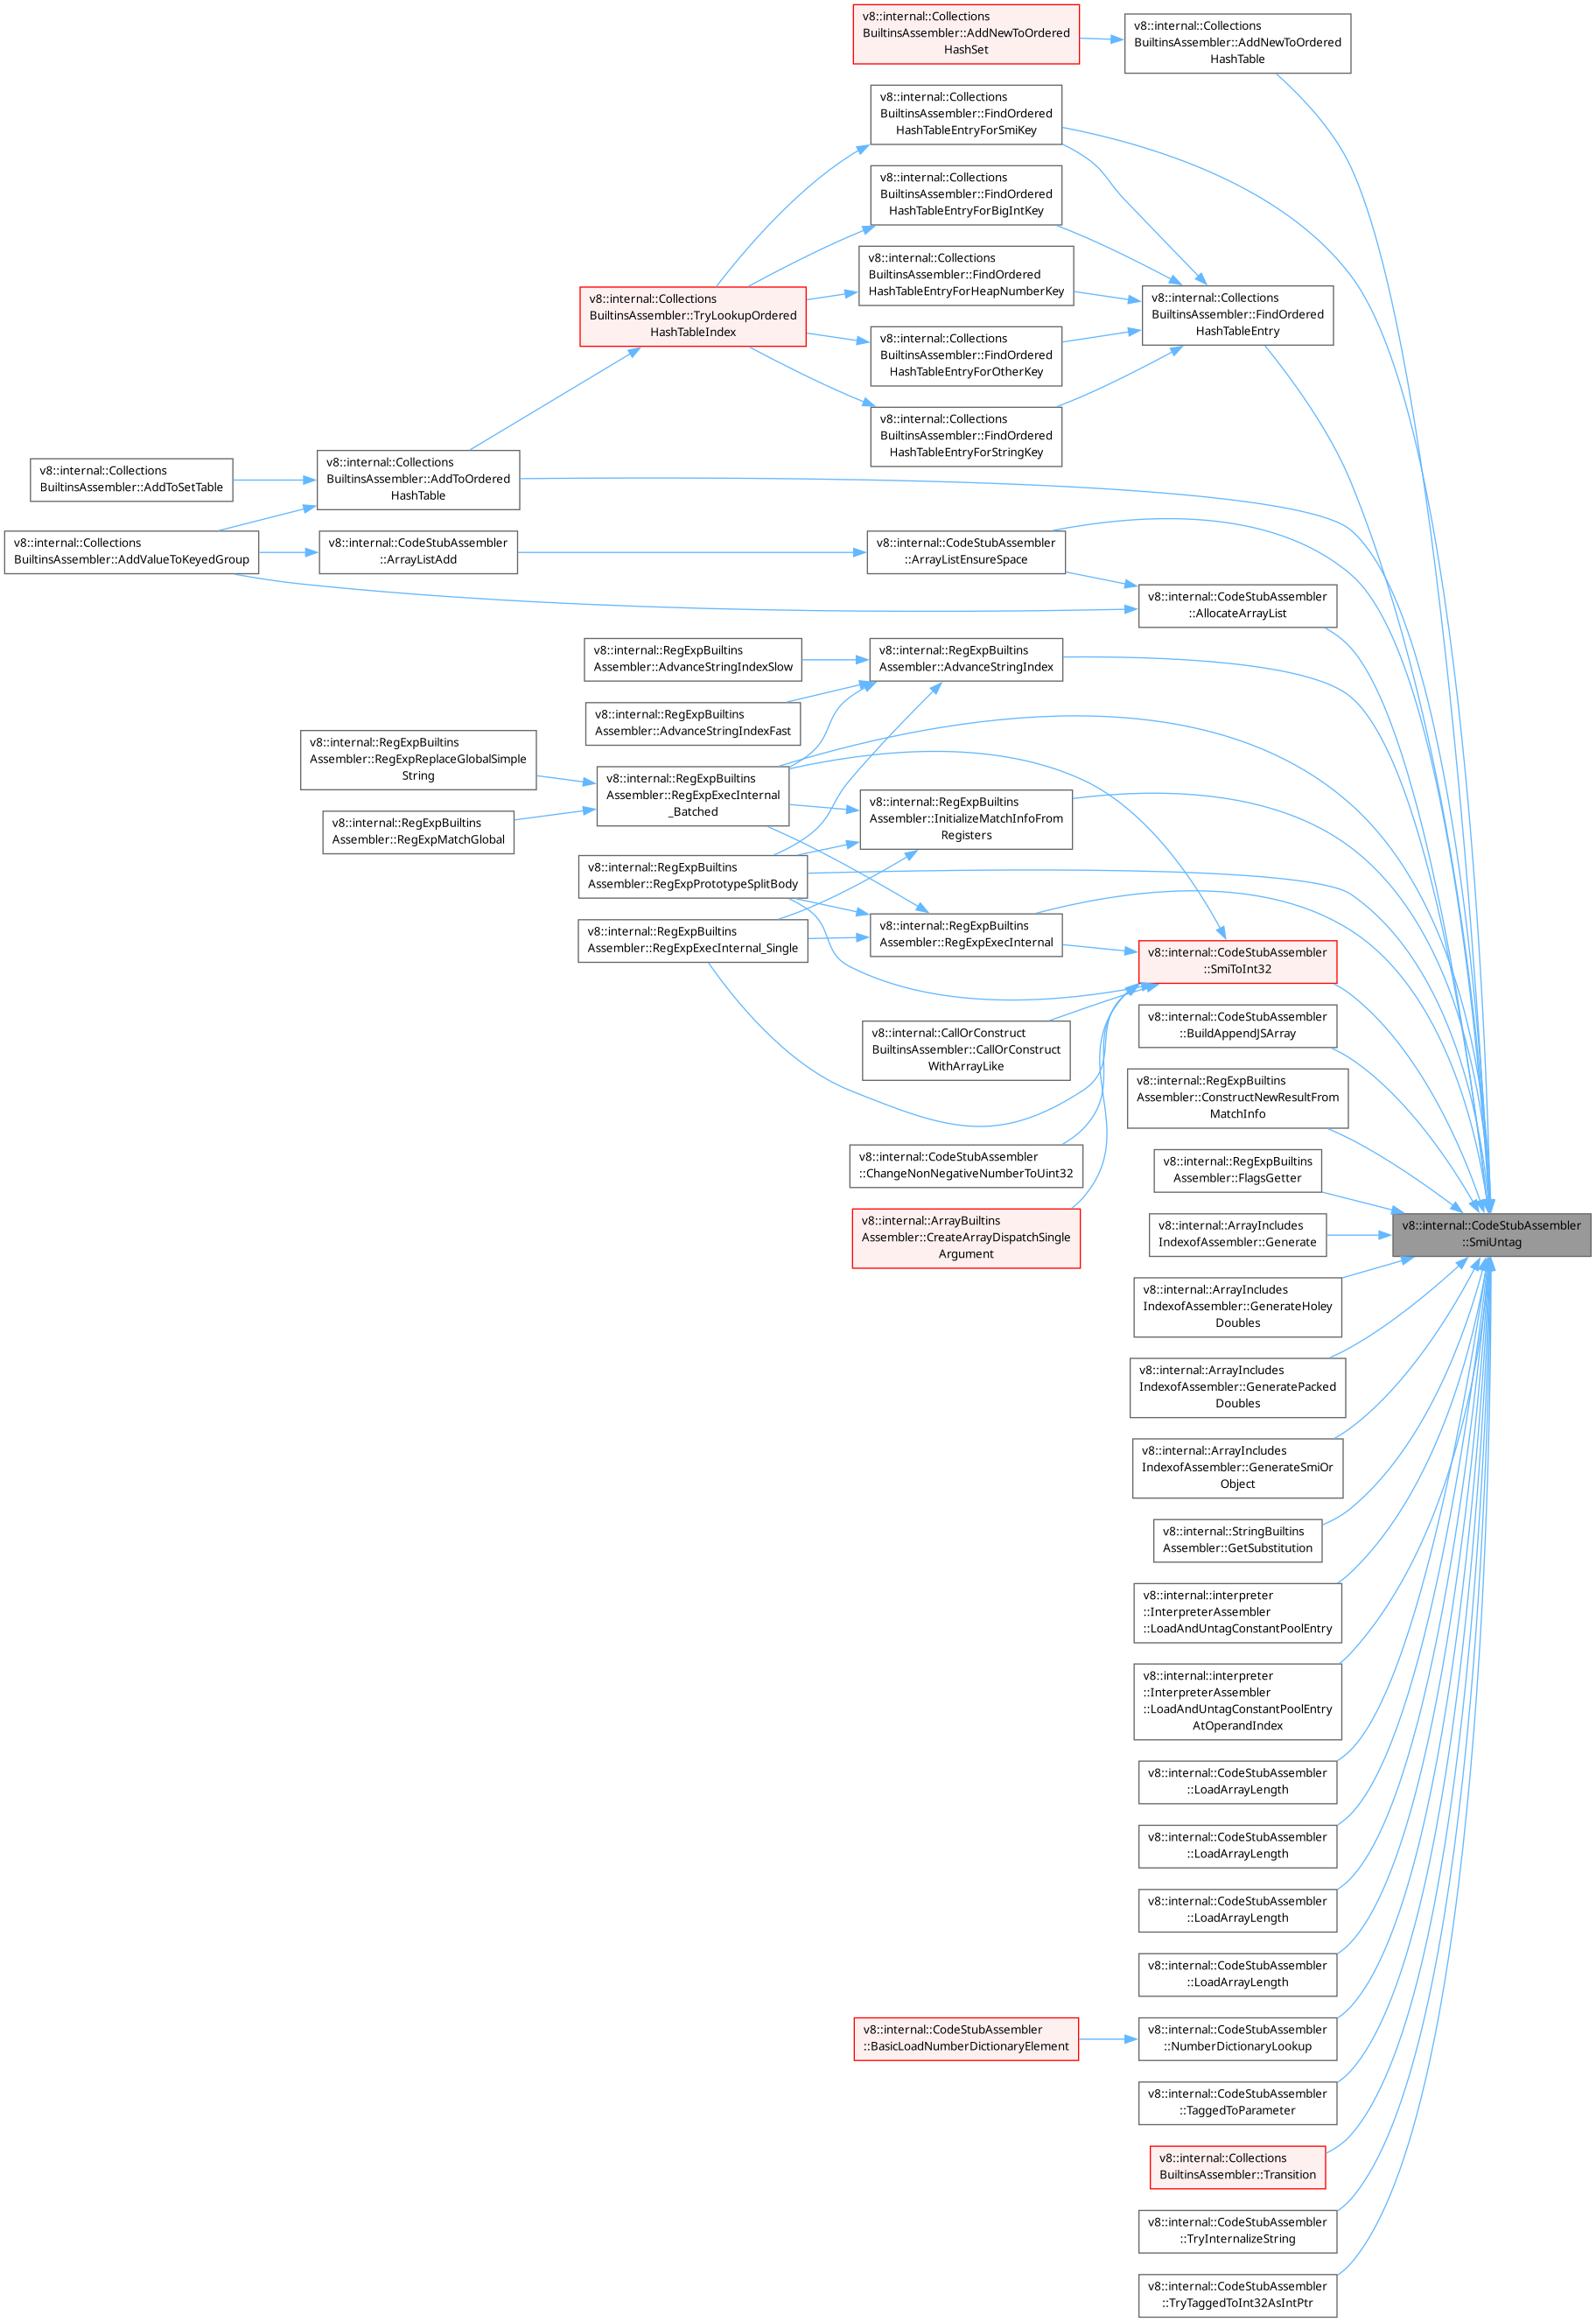 v8::internal::Collections
BuiltinsAssembler::AddNewToOrdered
HashSet
v8::internal::Collections
BuiltinsAssembler::AddNewToOrdered
HashTable
v8::internal::Collections
BuiltinsAssembler::FindOrdered
HashTableEntryForSmiKey
v8::internal::Collections
BuiltinsAssembler::FindOrdered
HashTableEntryForBigIntKey
v8::internal::Collections
BuiltinsAssembler::FindOrdered
HashTableEntryForHeapNumberKey
v8::internal::Collections
BuiltinsAssembler::TryLookupOrdered
HashTableIndex
v8::internal::Collections
BuiltinsAssembler::FindOrdered
HashTableEntry
v8::internal::Collections
BuiltinsAssembler::FindOrdered
HashTableEntryForOtherKey
v8::internal::Collections
BuiltinsAssembler::FindOrdered
HashTableEntryForStringKey
v8::internal::Collections
BuiltinsAssembler::AddToSetTable
v8::internal::Collections
BuiltinsAssembler::AddToOrdered
HashTable
v8::internal::Collections
BuiltinsAssembler::AddValueToKeyedGroup
v8::internal::CodeStubAssembler
::ArrayListAdd
v8::internal::CodeStubAssembler
::ArrayListEnsureSpace
v8::internal::CodeStubAssembler
::AllocateArrayList
v8::internal::RegExpBuiltins
Assembler::AdvanceStringIndexSlow
v8::internal::RegExpBuiltins
Assembler::AdvanceStringIndex
v8::internal::RegExpBuiltins
Assembler::AdvanceStringIndexFast
v8::internal::RegExpBuiltins
Assembler::RegExpReplaceGlobalSimple
String
v8::internal::RegExpBuiltins
Assembler::RegExpExecInternal
_Batched
v8::internal::RegExpBuiltins
Assembler::InitializeMatchInfoFrom
Registers
v8::internal::RegExpBuiltins
Assembler::RegExpMatchGlobal
v8::internal::RegExpBuiltins
Assembler::RegExpPrototypeSplitBody
v8::internal::RegExpBuiltins
Assembler::RegExpExecInternal_Single
v8::internal::RegExpBuiltins
Assembler::RegExpExecInternal
v8::internal::CodeStubAssembler
::SmiToInt32
v8::internal::CallOrConstruct
BuiltinsAssembler::CallOrConstruct
WithArrayLike
v8::internal::CodeStubAssembler
::BuildAppendJSArray
v8::internal::RegExpBuiltins
Assembler::ConstructNewResultFrom
MatchInfo
v8::internal::CodeStubAssembler
::ChangeNonNegativeNumberToUint32
v8::internal::RegExpBuiltins
Assembler::FlagsGetter
v8::internal::ArrayBuiltins
Assembler::CreateArrayDispatchSingle
Argument
v8::internal::ArrayIncludes
IndexofAssembler::Generate
v8::internal::CodeStubAssembler
::SmiUntag
v8::internal::ArrayIncludes
IndexofAssembler::GenerateHoley
Doubles
v8::internal::ArrayIncludes
IndexofAssembler::GeneratePacked
Doubles
v8::internal::ArrayIncludes
IndexofAssembler::GenerateSmiOr
Object
v8::internal::StringBuiltins
Assembler::GetSubstitution
v8::internal::interpreter
::InterpreterAssembler
::LoadAndUntagConstantPoolEntry
v8::internal::interpreter
::InterpreterAssembler
::LoadAndUntagConstantPoolEntry
AtOperandIndex
v8::internal::CodeStubAssembler
::LoadArrayLength
v8::internal::CodeStubAssembler
::LoadArrayLength
v8::internal::CodeStubAssembler
::LoadArrayLength
v8::internal::CodeStubAssembler
::LoadArrayLength
v8::internal::CodeStubAssembler
::BasicLoadNumberDictionaryElement
v8::internal::CodeStubAssembler
::NumberDictionaryLookup
v8::internal::CodeStubAssembler
::TaggedToParameter
v8::internal::Collections
BuiltinsAssembler::Transition
v8::internal::CodeStubAssembler
::TryInternalizeString
v8::internal::CodeStubAssembler
::TryTaggedToInt32AsIntPtr